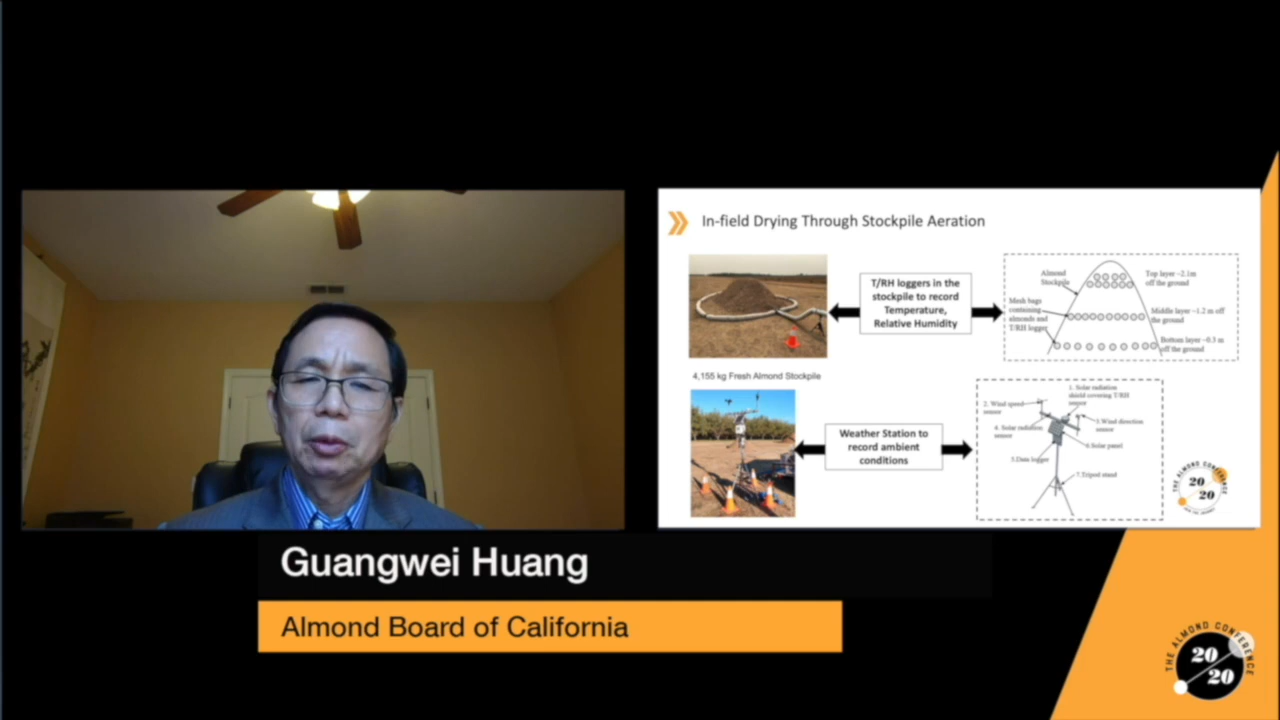 In-field Drying Through Stockpile Aeration
T/RH loggers in the
stockpile to record
Temperature,
Relative Humidity
Almond
Stockpile
Mesh bags
containing
almonds and
T/RH logger
Top layer ~2.1m
off the ground
Middle layer ~1.2 m off
the ground
Bottom layer ~0.3 m
off the ground
4,155 kg Fresh Almond Stockpile
Weather Station to
record ambient
conditions
1. Solar radiation
shield covering T/RH
sensor
2. Wind speed
sensor
3.Wind direction
sensor
4. Solar radiation
sensor
5.Data logger
6.Solar panel
7.Tripod stand
THE ALMOND CONFERENCE
20
20
Guangwei Huang
Almond Board of California
THE ALMOND CONFERENCE
20
20